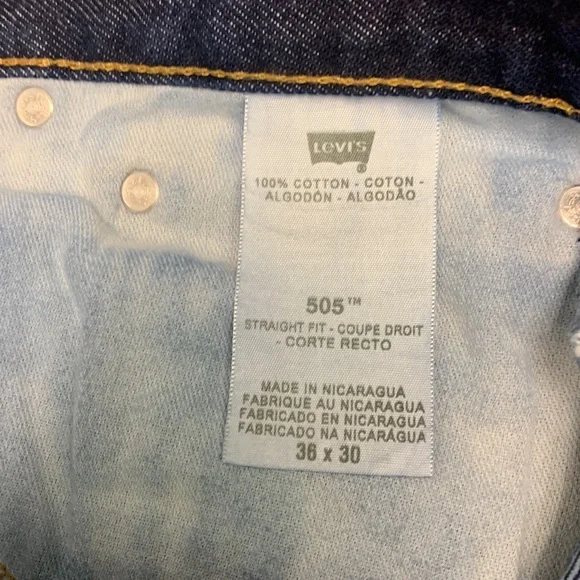 LEVI'S
®
100% COTTON - COTON -
ALGODÓN - ALGODÃO
505™
STRAIGHT FIT - COUPE DROIT
- CORTE RECTO
MADE IN NICARAGUA
FABRIQUE AU NICARAGUA
FABRICADO EN NICARAGUA
FABRICADO NA NICARÁGUA
36 x 30